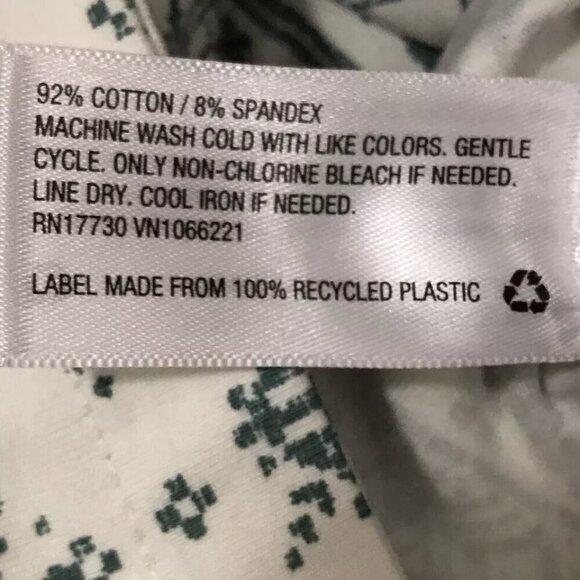 92% COTTON / 8% SPANDEX
MACHINE WASH COLD WITH LIKE COLORS. GENTLE
CYCLE. ONLY NON-CHLORINE BLEACH IF NEEDED.
LINE DRY. COOL IRON IF NEEDED.
RN17730 VN1066221
LABEL MADE FROM 100% RECYCLED PLASTIC